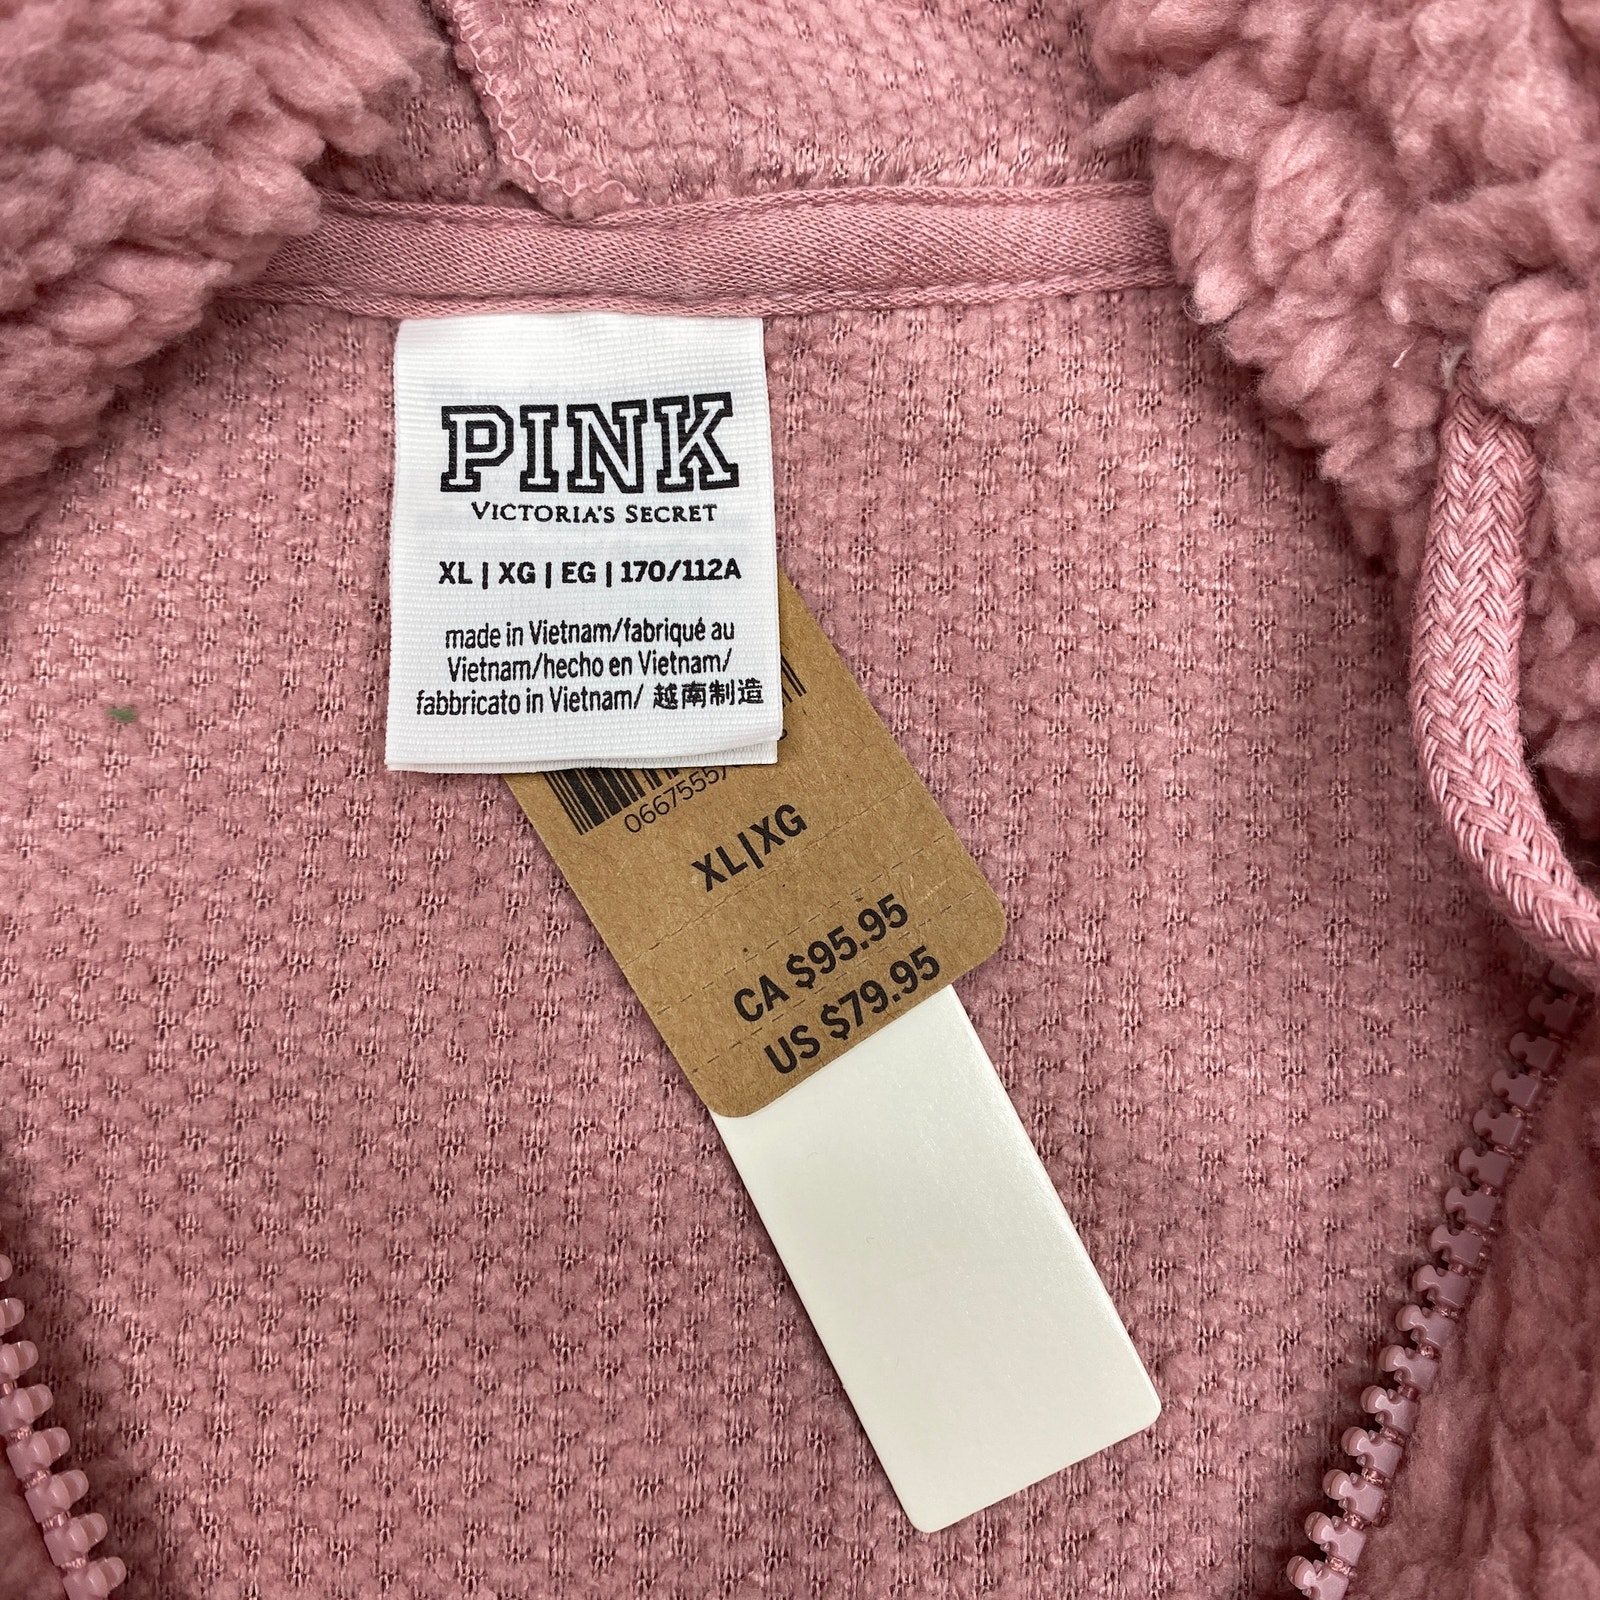 PINK
VICTORIA'S SECRET
XL | XG | EG | 170/112A
made in Vietnam/fabriqué au
Vietnam/hecho en Vietnam/
fabbricato in Vietnam/ 越南制造
XL|XG
CA $95.95
US $79.95